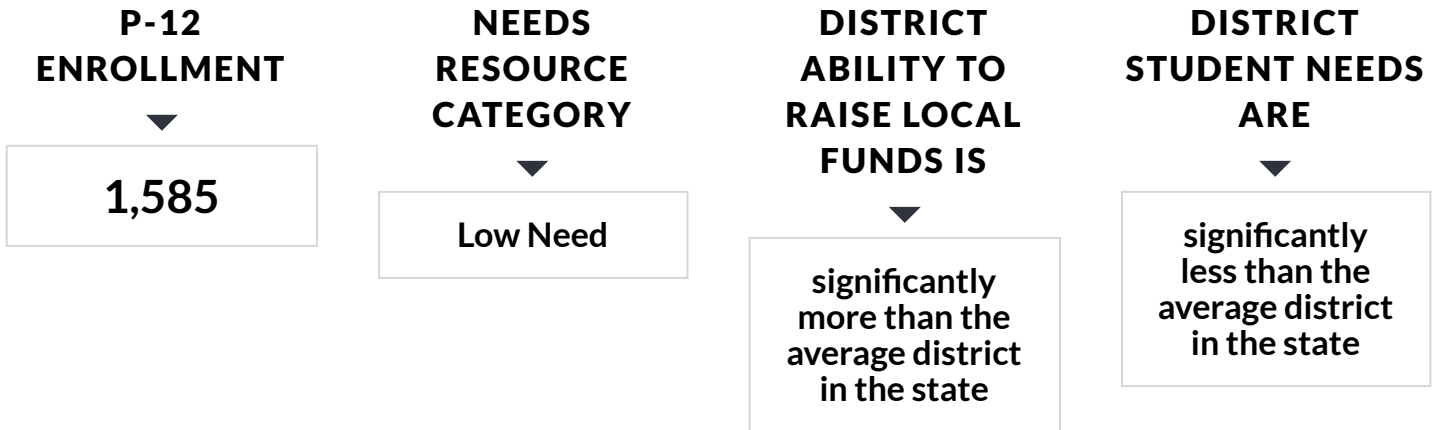 P-12
ENROLLMENT
1,585
NEEDS
RESOURCE
CATEGORY
Low Need
DISTRICT
ABILITY TO
RAISE LOCAL
FUNDS IS
significantly
more than the
average district
in the state
DISTRICT
STUDENT NEEDS
ARE
significantly
less than the
average district
in the state